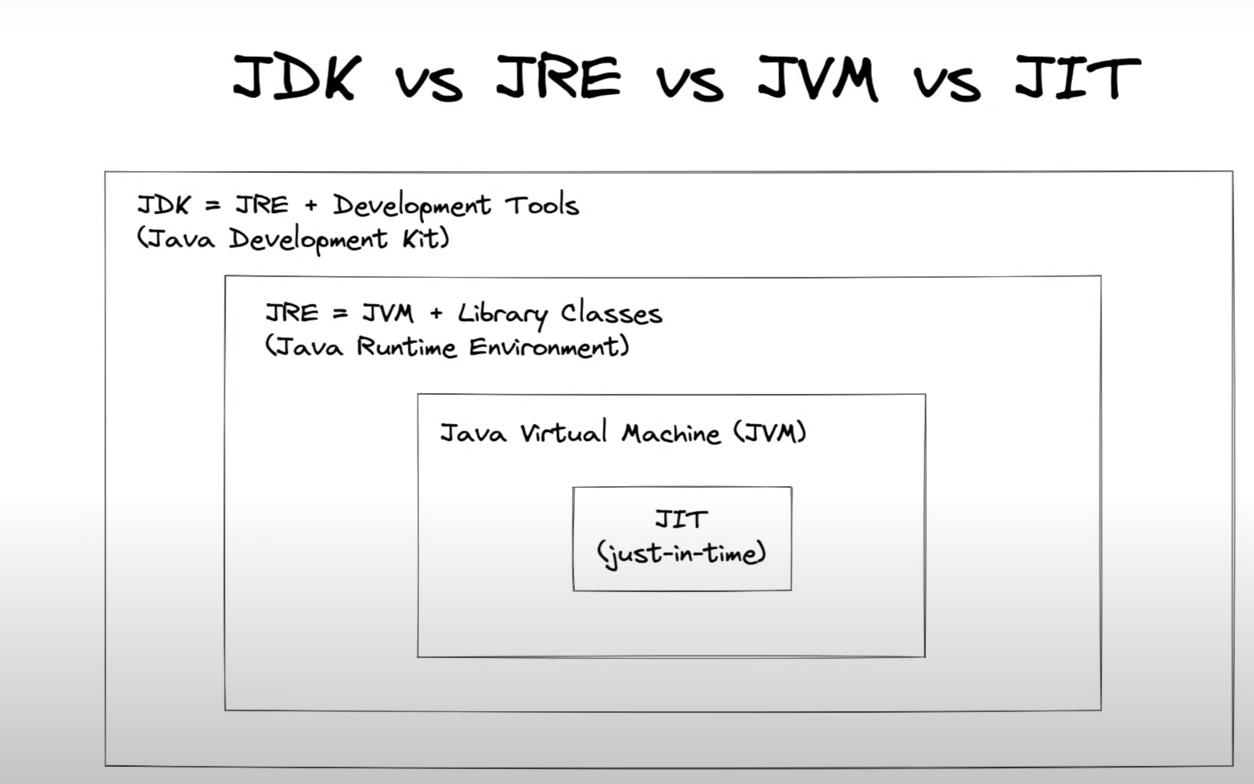 JDK vs JRE vs JVM vs JIT
JDK = JRE + Development Tools
(Java Development Kit)
JRE = JVM + Library Classes
(Java Runtime Environment)
Java Virtual Machine (JVM)
JIT
(just-in-time)